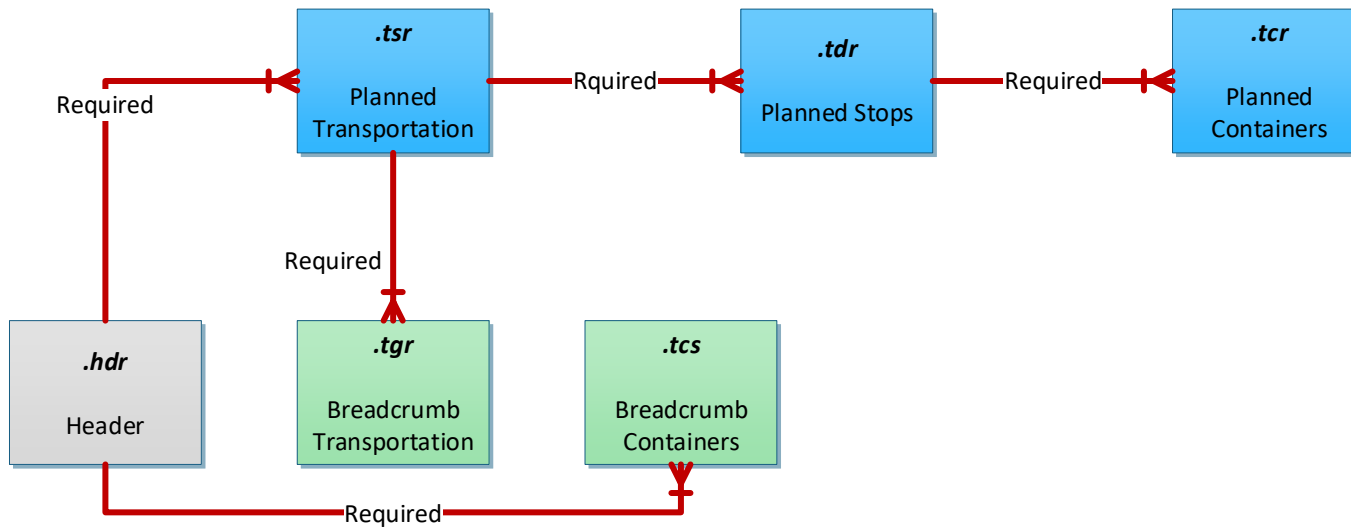 .tsr
Planned
Transportation
Rquired
.tdr
Planned Stops
Required
.tcr
Planned
Containers
Required
Required
.hdr
Header
.tgr
Breadcrumb
Transportation
.tcs
Breadcrumb
Containers
Required